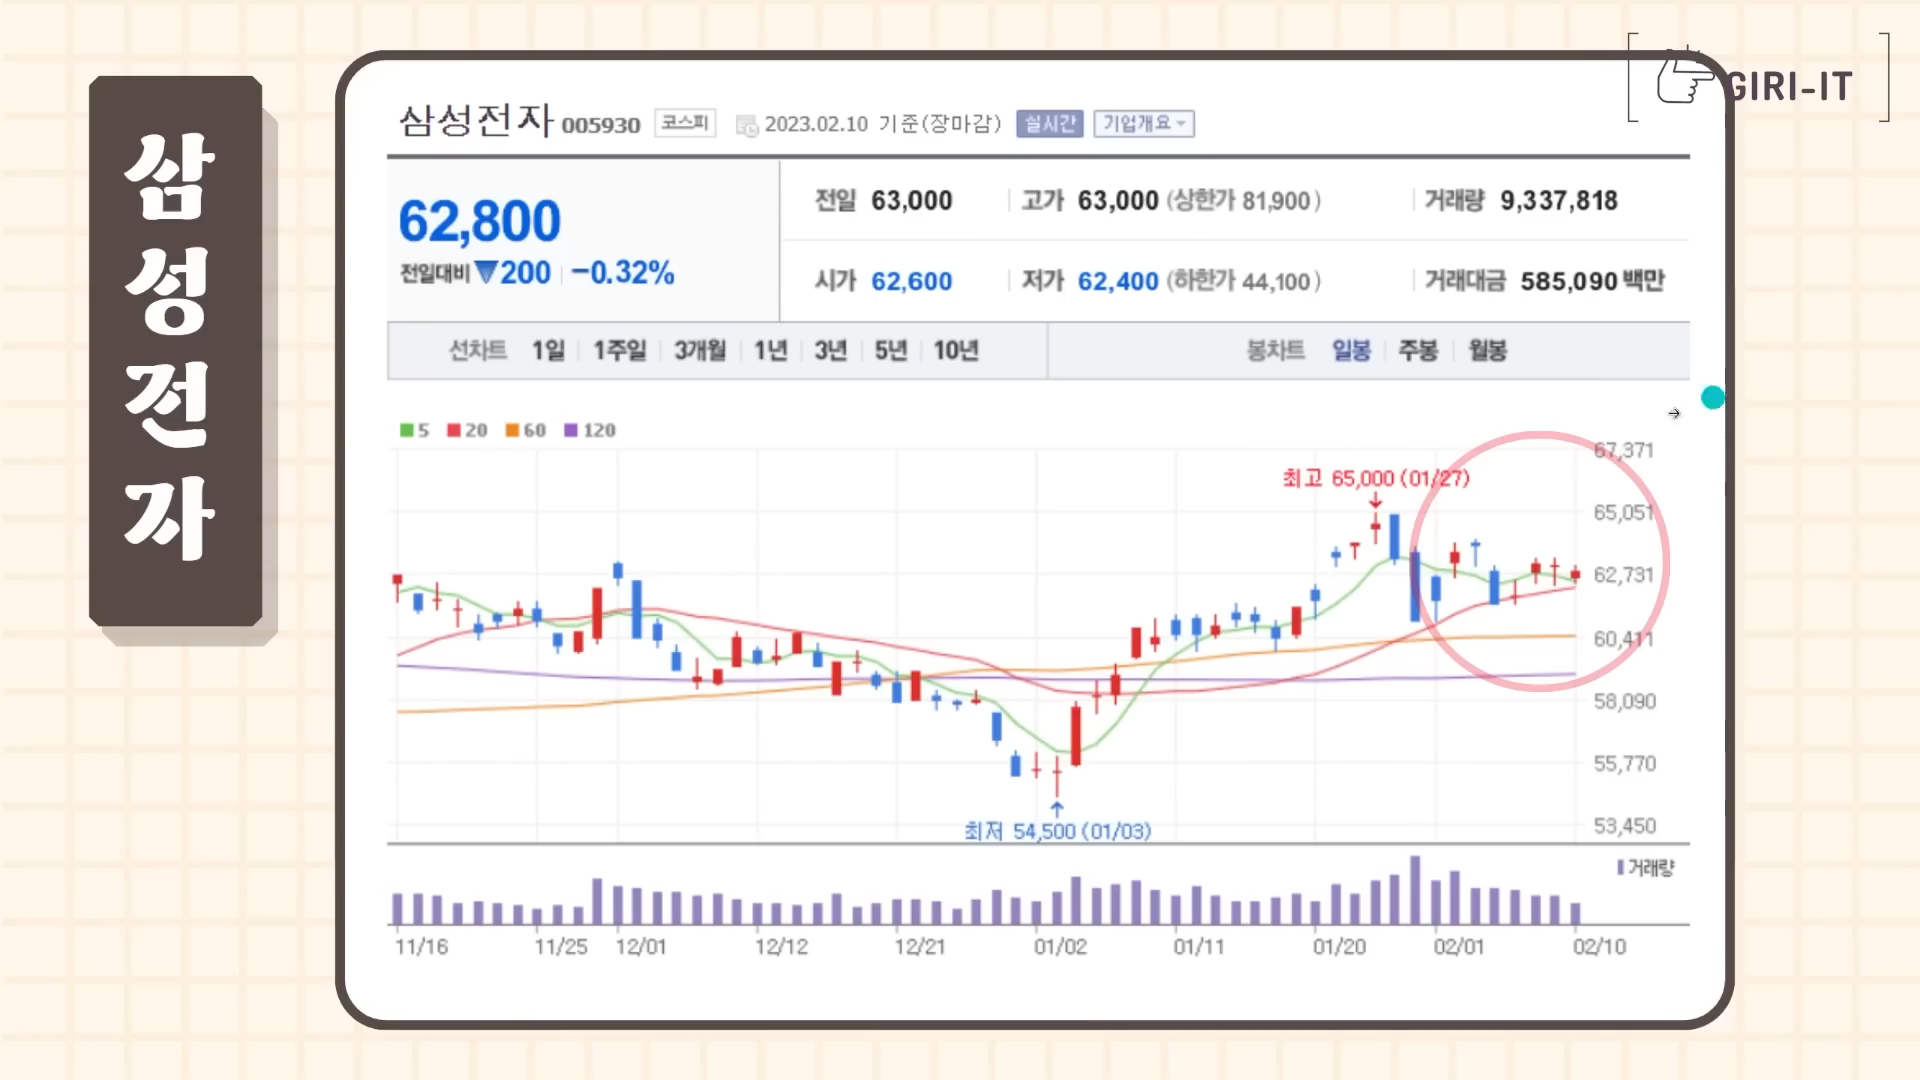 GIRI-IT
삼성전자
삼성전자 005930 코스피 2023.02.10 기준(장마감) 실시간 기업개요
62,800
전일대비 ▼200 -0.32%
전일 63,000 고가 63,000 (상한가 81,900) 거래량 9,337,818
시가 62,600 저가 62,400 (하한가 44,100) 거래대금 585,090 백만
선차트 1일 1주일 3개월 1년 3년 5년 10년 봉차트 일봉 주봉 월봉
5 20 60 120
67,371
최고 65,000 (01/27)
65,051
62,731
60,411
58,090
55,770
53,450
최저 54,500 (01/03)
거래량
11/16 11/25 12/01 12/12 12/21 01/02 01/11 01/20 02/01 02/10